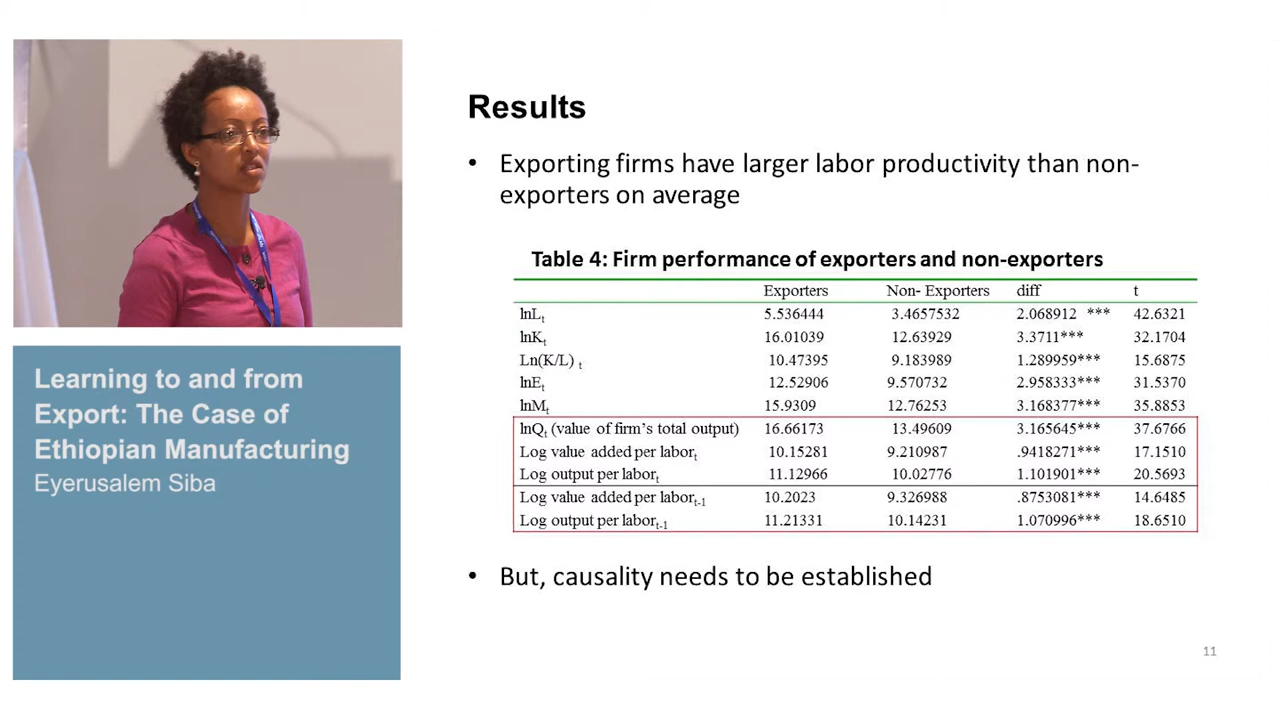 Results
• Exporting firms have larger labor productivity than non-
exporters on average
Table 4: Firm performance of exporters and non-exporters
Exporters Non- Exporters diff t
lnLt 5.536444 3.4657532 2.068912 *** 42.6321
lnKt 16.01039 12.63929 3.3711*** 32.1704
Ln(K/L) t 10.47395 9.183989 1.289959*** 15.6875
lnEt 12.52906 9.570732 2.958333*** 31.5370
lnMt 15.9309 12.76253 3.168377*** 35.8853
lnQt (value of firm's total output) 16.66173 13.49609 3.165645*** 37.6766
Log value added per labort 10.15281 9.210987 .9418271*** 17.1510
Log output per labort 11.12966 10.02776 1.101901*** 20.5693
Log value added per labort-1 10.2023 9.326988 .8753081*** 14.6485
Log output per labort-1 11.21331 10.14231 1.070996*** 18.6510
• But, causality needs to be established
11
Learning to and from
Export: The Case of
Ethiopian Manufacturing
Eyerusalem Siba